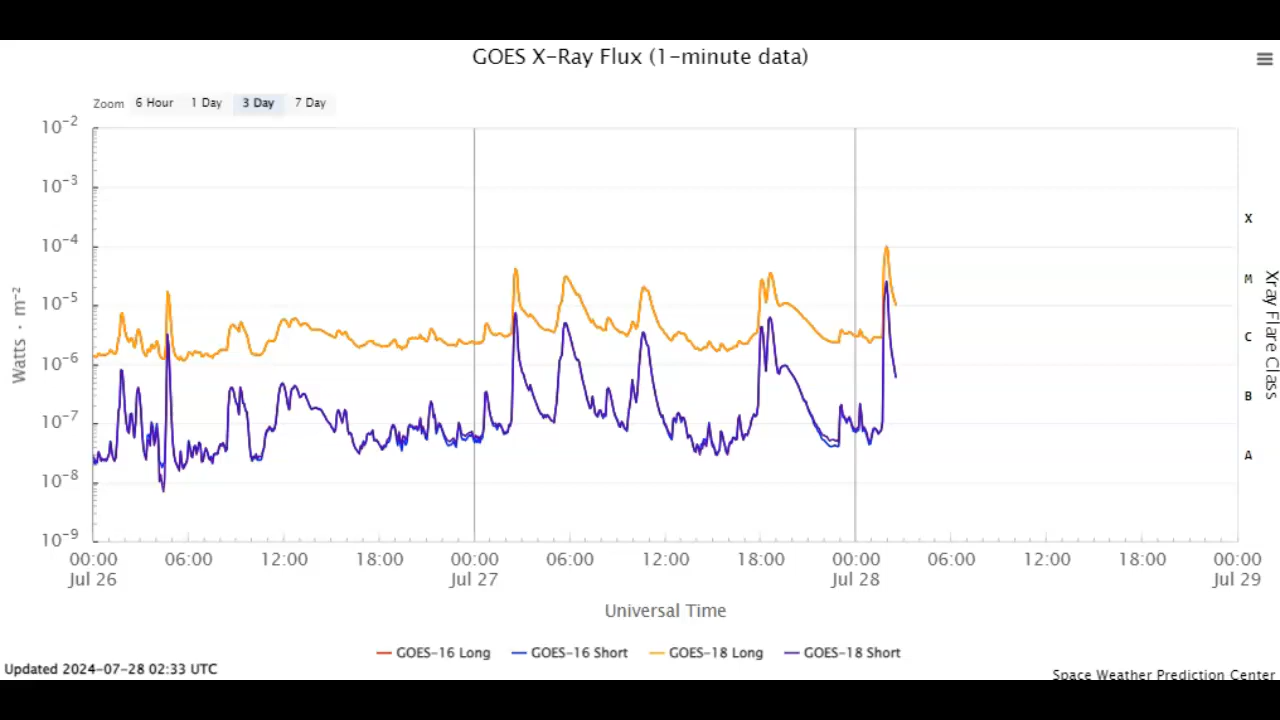 GOES X-Ray Flux (1-minute data)
Zoom 6 Hour 1 Day 3 Day 7 Day
10⁻²
10⁻³
10⁻⁴
10⁻⁵
10⁻⁶
10⁻⁷
10⁻⁸
10⁻⁹
Watts · m⁻²
X
M
C
B
A
Xray Flare Class
00:00 06:00 12:00 18:00 00:00 06:00 12:00 18:00 00:00 06:00 12:00 18:00 00:00
Jul 26 Jul 27 Jul 28 Jul 29
Universal Time
GOES-16 Long GOES-16 Short GOES-18 Long GOES-18 Short
Updated 2024-07-28 02:33 UTC
Space Weather Prediction Center